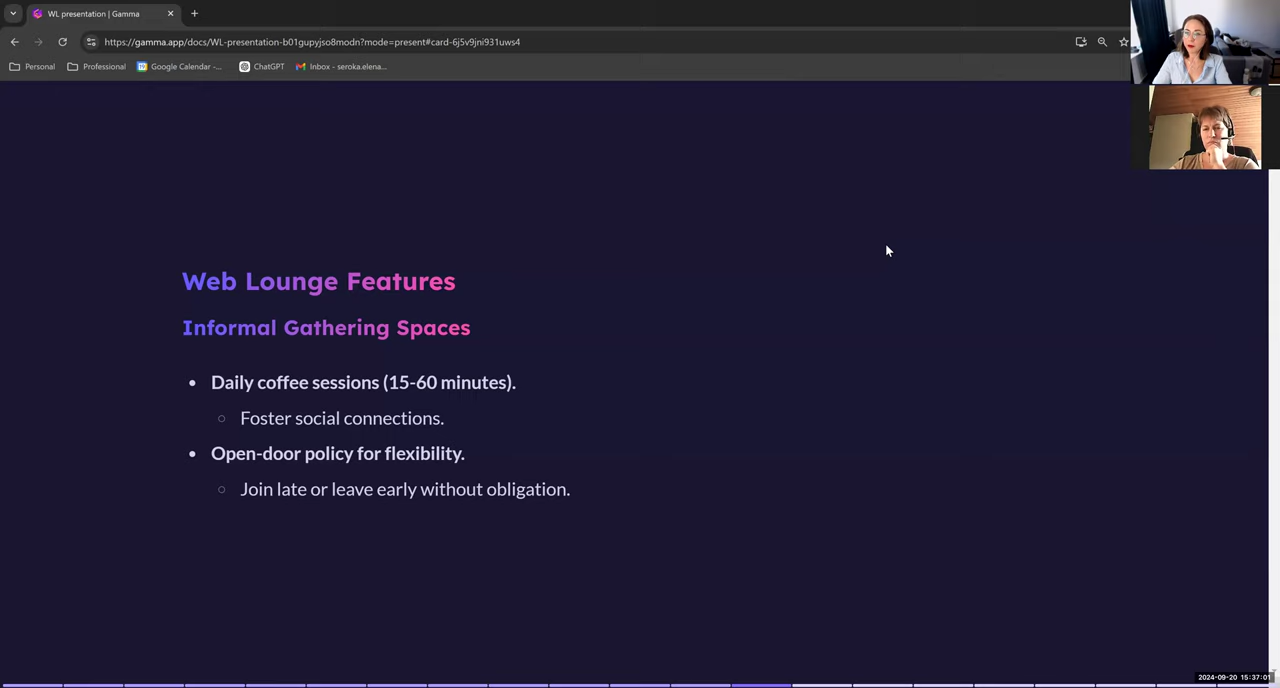 WL presentation | Gamma
https://gamma.app/docs/WL-presentation-b01gupyjso8modn?mode=present#card-6j5v9jni931uws4
Personal
Professional
Google Calendar -...
ChatGPT
Inbox - seroka.elena...
Web Lounge Features
Informal Gathering Spaces
Daily coffee sessions (15-60 minutes).
Foster social connections.
Open-door policy for flexibility.
Join late or leave early without obligation.
2024-09-20 15:37:01